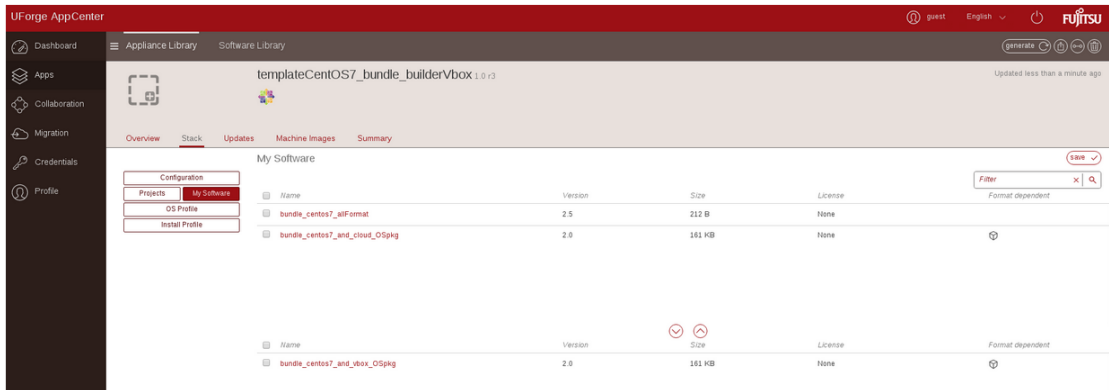 UForge AppCenter
guest English FUJITSU
Dashboard
Appliance Library Software Library
generate
Apps
templateCentOS7_bundle_builderVbox 1.0 r3
Updated less than a minute ago
Collaboration
Migration
Overview Stack Updates Machine Images Summary
Credentials
My Software
save
Configuration
Filter
Profile
Projects My Software
Name Version Size License Format dependent
OS Profile
bundle_centos7_allFormat 2.5 212 B None
Install Profile
bundle_centos7_and_cloud_OSpkg 2.0 161 KB None
Name Version Size License Format dependent
bundle_centos7_and_vbox_OSpkg 2.0 161 KB None